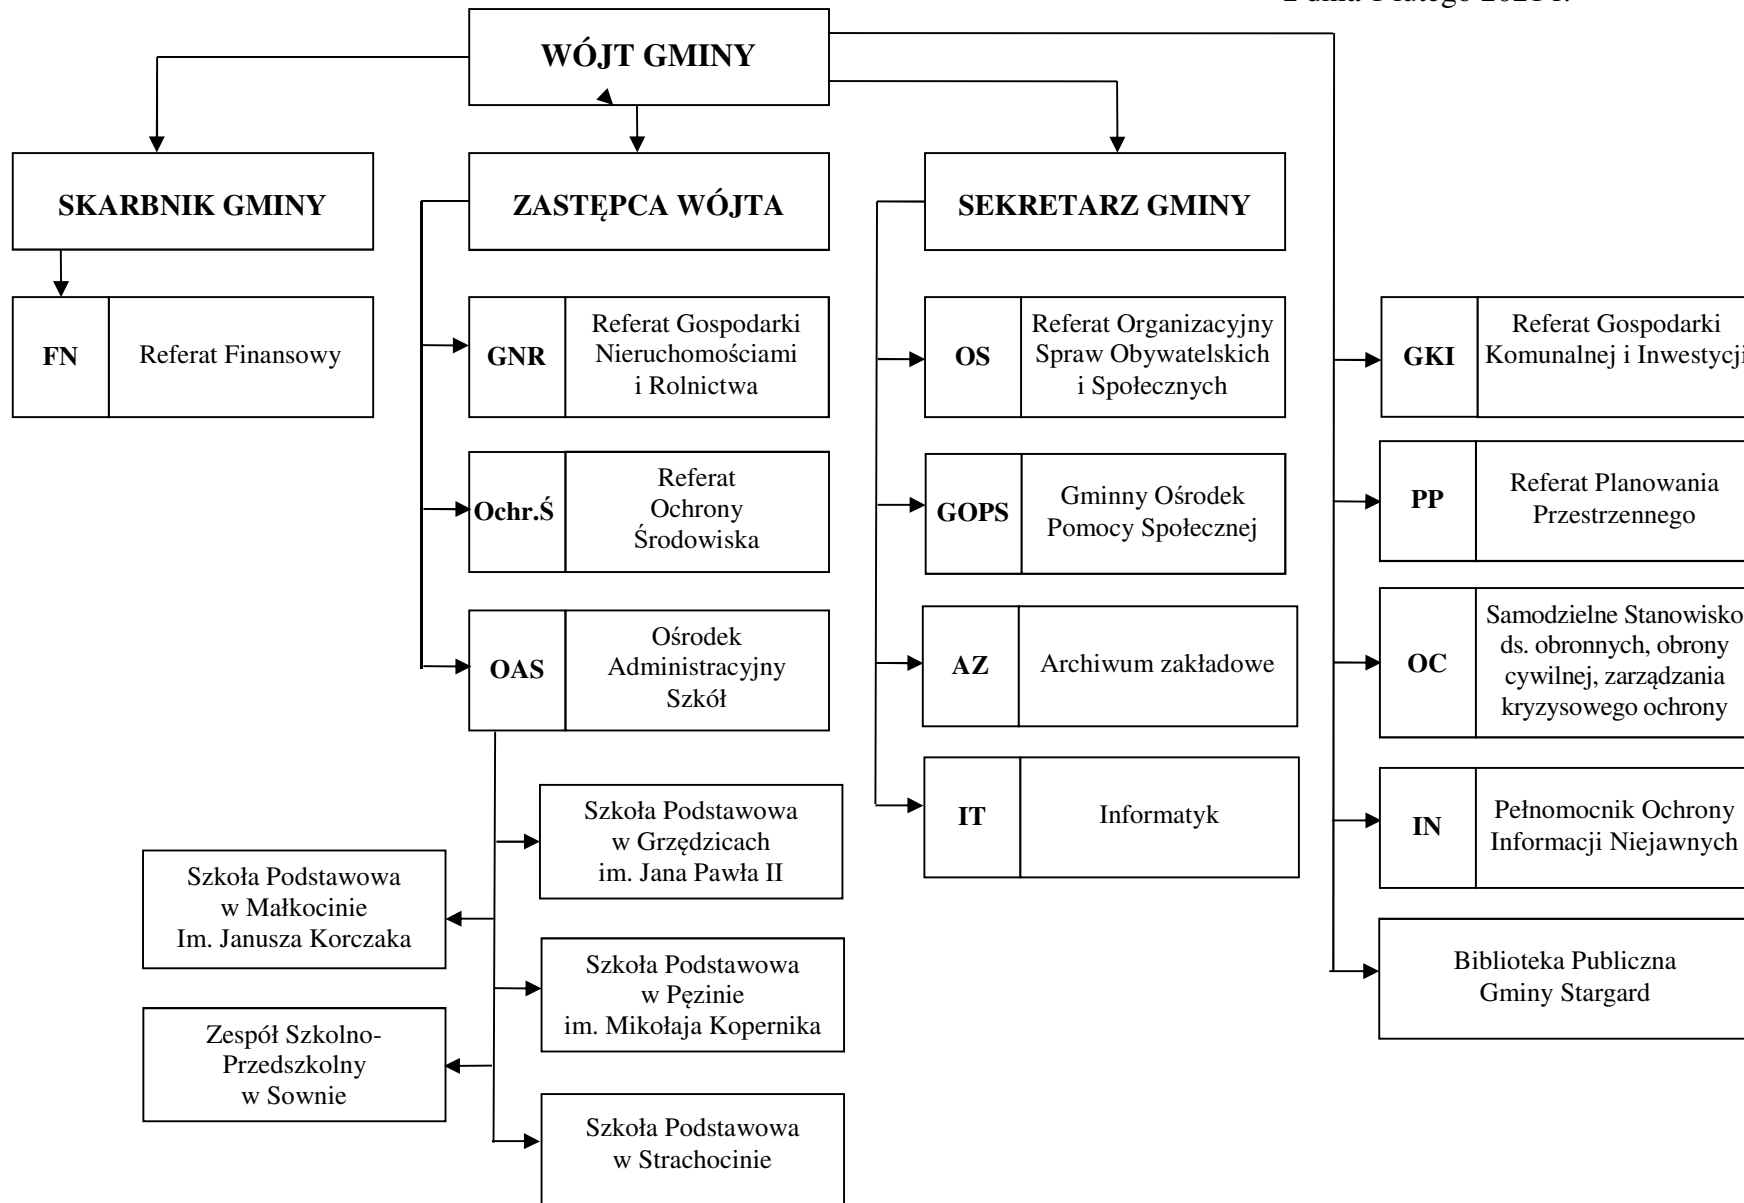 WÓJT GMINY
SKARBNIK GMINY
ZASTĘPCA WÓJTA
SEKRETARZ GMINY
FN
Referat Finansowy
GNR
Referat Gospodarki
Nieruchomościami
i Rolnictwa
OS
Referat Organizacyjny
Spraw Obywatelskich
i Społecznych
GKI
Referat Gospodarki
Komunalnej i Inwestycji
Ochr.Ś
Referat
Ochrony
Środowiska
GOPS
Gminny Ośrodek
Pomocy Społecznej
PP
Referat Planowania
Przestrzennego
OAS
Ośrodek
Administracyjny
Szkół
AZ
Archiwum zakładowe
OC
Samodzielne Stanowisko
ds. obronnych, obrony
cywilnej, zarządzania
kryzysowego ochrony
IT
Informatyk
IN
Pełnomocnik Ochrony
Informacji Niejawnych
Szkoła Podstawowa
w Grzędzicach
im. Jana Pawła II
Szkoła Podstawowa
w Małkocinie
Im. Janusza Korczaka
Szkoła Podstawowa
w Pęzinie
im. Mikołaja Kopernika
Biblioteka Publiczna
Gminy Stargard
Zespół Szkolno-
Przedszkolny
w Sownie
Szkoła Podstawowa
w Strachocinie